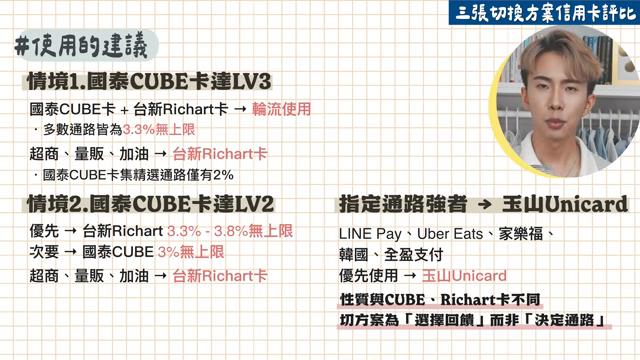 三張切換方案信用卡評比
#使用的建議
情境1.國泰CUBE卡達LV3
國泰CUBE卡 + 台新Richart卡 → 輪流使用
・多數通路皆為3.3%無上限
超商、量販、加油 → 台新Richart卡
・國泰CUBE卡集精選通路僅有2%
情境2.國泰CUBE卡達LV2
優先 → 台新Richart 3.3% - 3.8%無上限
次要 → 國泰CUBE 3%無上限
超商、量販、加油 → 台新Richart卡
指定通路強者 → 玉山Unicard
LINE Pay、Uber Eats、家樂福、
韓國、全盈支付
優先使用 → 玉山Unicard
性質與CUBE、Richart卡不同
切方案為「選擇回饋」而非「決定通路」